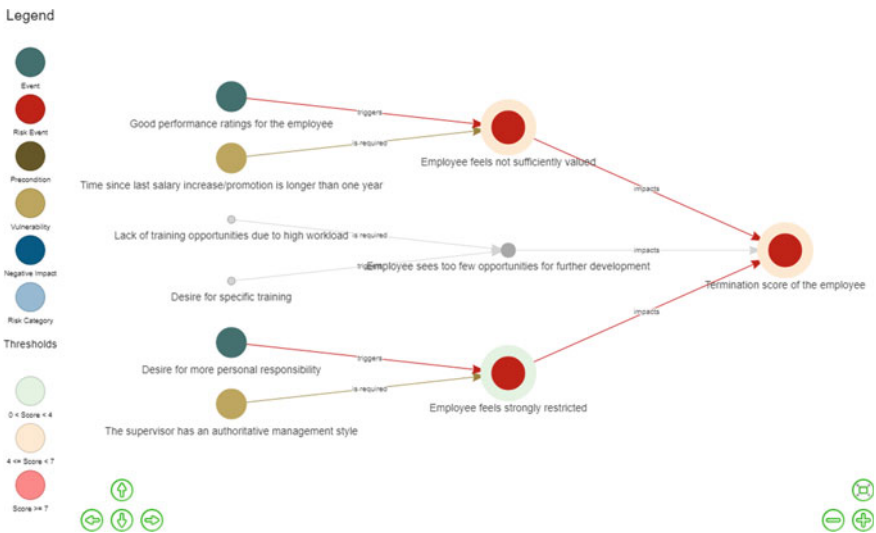 Legend
Event
Risk Event
Precondition
Vulnerability
Negative Impact
Risk Category
Thresholds
0 < Score < 4
4 <= Score < 7
Score >= 7
Good performance ratings for the employee
triggers
Time since last salary increase/promotion is longer than one year
is required
Employee feels not sufficiently valued
impacts
Lack of training opportunities due to high workload
is required
Desire for specific training
triggers
Employee sees too few opportunities for further development
impacts
Termination score of the employee
Desire for more personal responsibility
triggers
The supervisor has an authoritative management style
is required
Employee feels strongly restricted
impacts